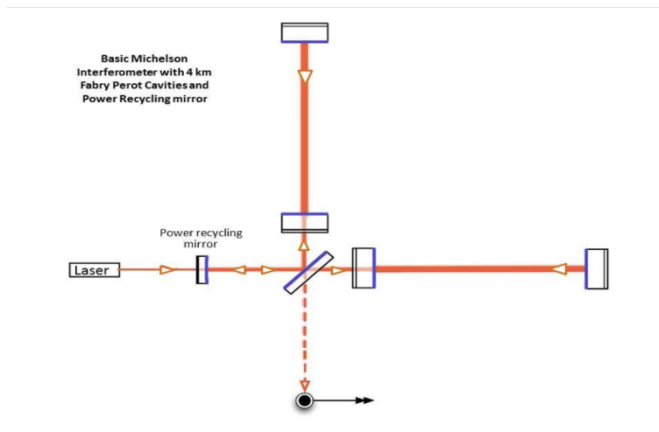 Basic Michelson
Interferometer with 4 km
Fabry Perot Cavities and
Power Recycling mirror
Power recycling
mirror
Laser